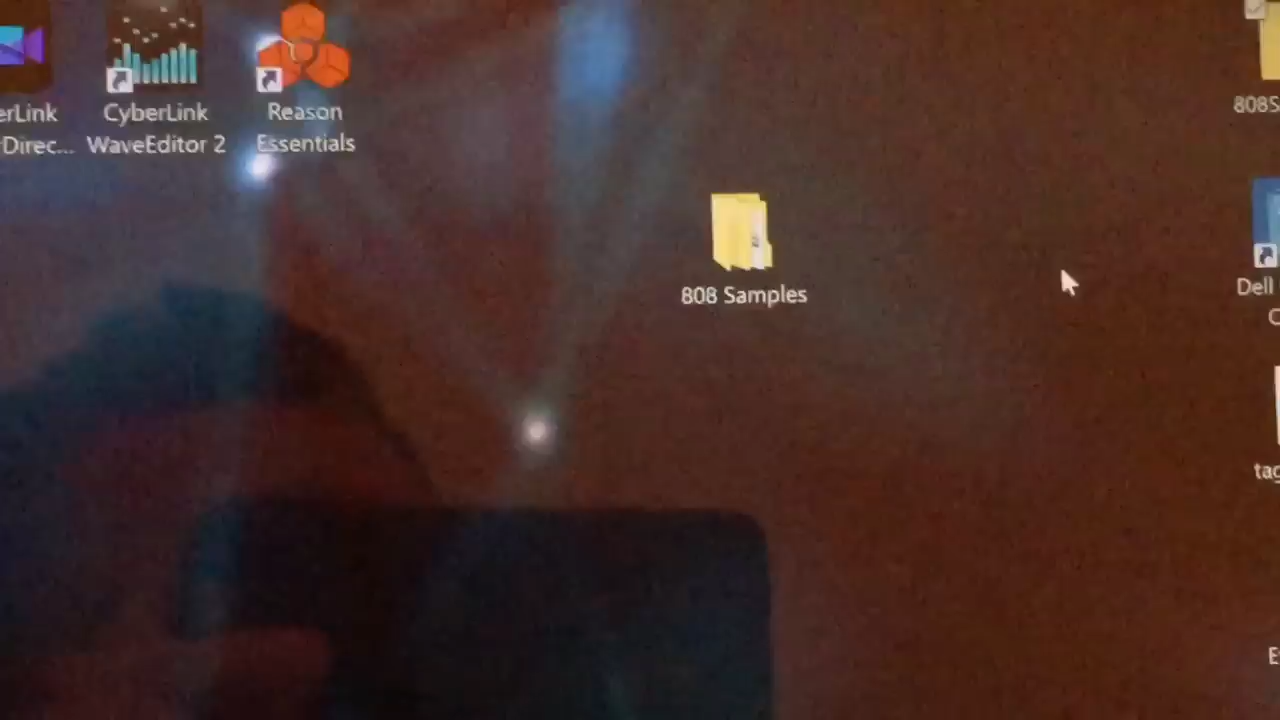 erLink
Direc...
CyberLink
WaveEditor 2
Reason
Essentials
808 Samples
808S
Dell
C
tag
E